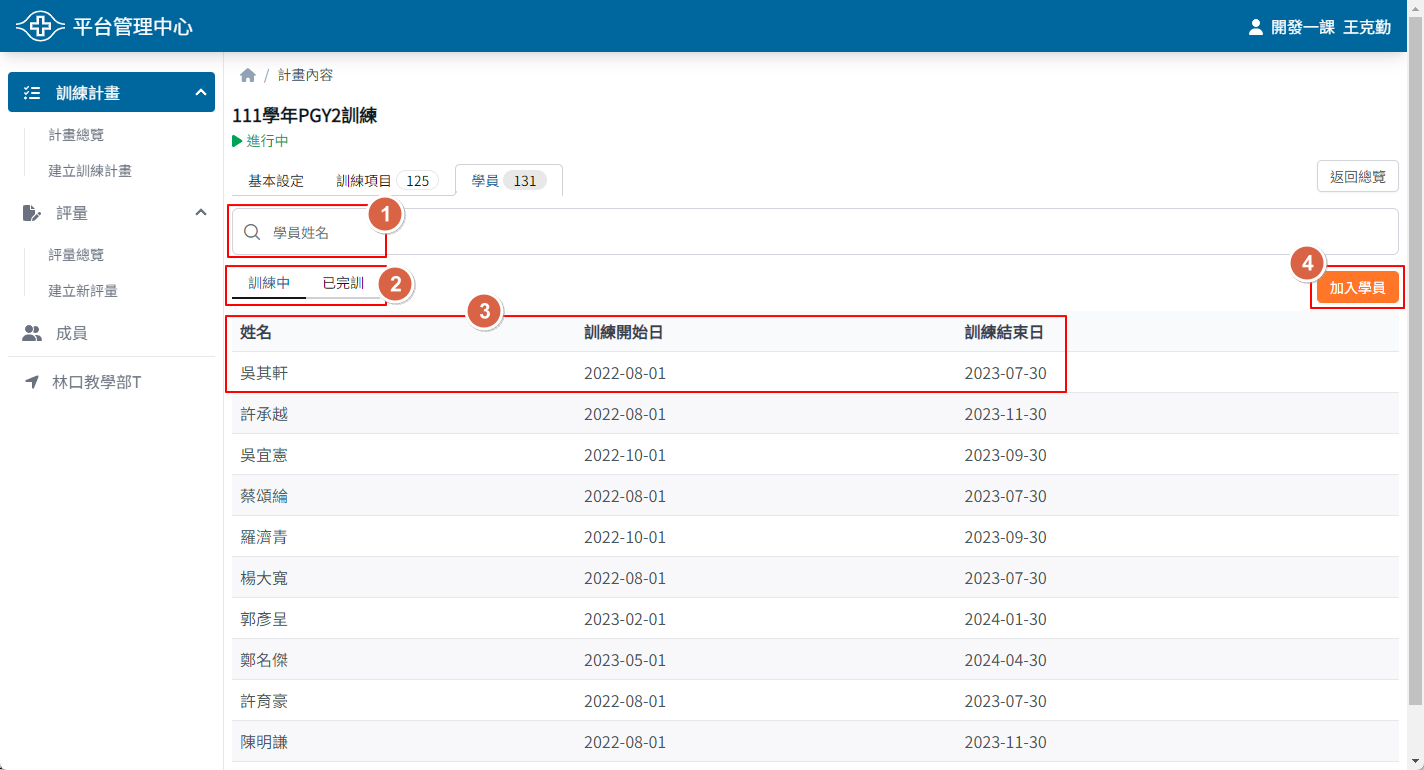 平台管理中心
開發一課 王克勤
訓練計畫
計畫總覽
建立訓練計畫
評量
評量總覽
建立新評量
成員
林口教學部T
/ 計畫內容
111學年PGY2訓練
進行中
基本設定 訓練項目 125 學員 131
返回總覽
1
學員姓名
訓練中 已完訓
2
4
加入學員
3
姓名 訓練開始日 訓練結束日
吳其軒 2022-08-01 2023-07-30
許承越 2022-08-01 2023-11-30
吳宜憲 2022-10-01 2023-09-30
蔡頌綸 2022-08-01 2023-07-30
羅濟青 2022-10-01 2023-09-30
楊大寬 2022-08-01 2023-07-30
郭彥呈 2023-02-01 2024-01-30
鄭名傑 2023-05-01 2024-04-30
許育豪 2022-08-01 2023-07-30
陳明謙 2022-08-01 2023-11-30